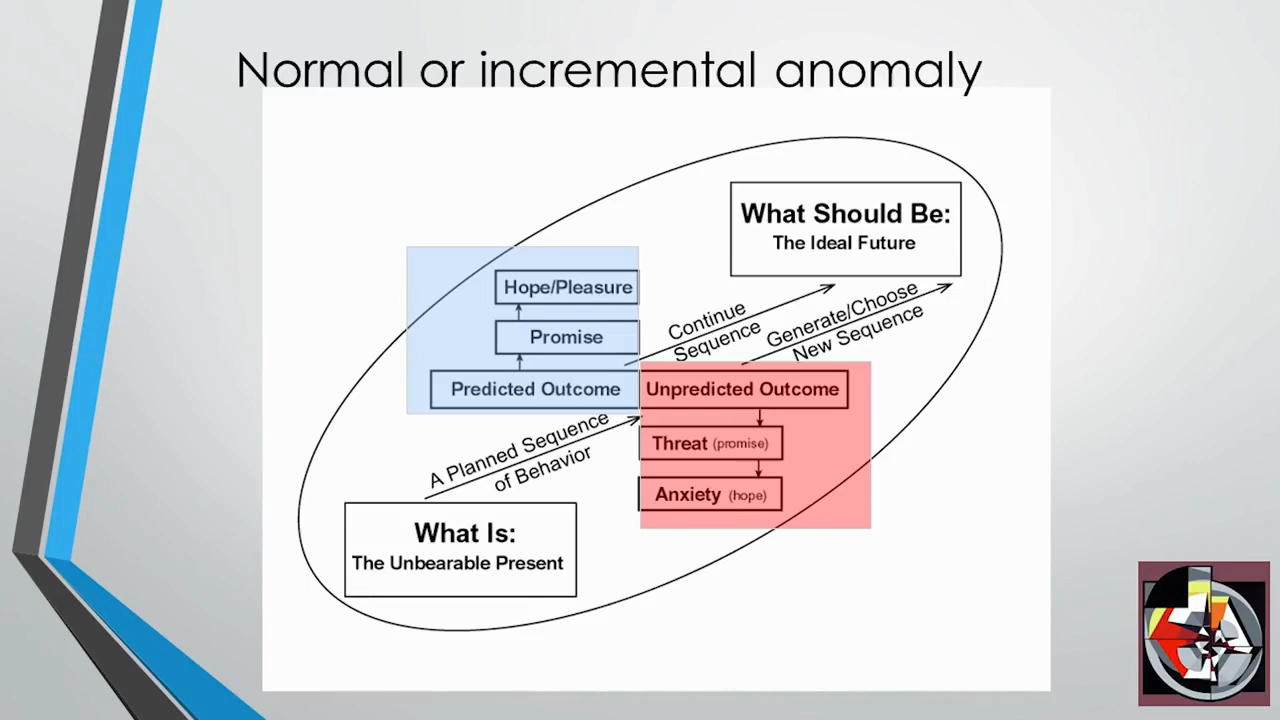 Normal or incremental anomaly
What Should Be:
The Ideal Future
Hope/Pleasure
Promise
Continue
Sequence
Generate/Choose
New Sequence
Predicted Outcome
Unpredicted Outcome
A Planned Sequence
of Behavior
Threat (promise)
Anxiety (hope)
What Is:
The Unbearable Present